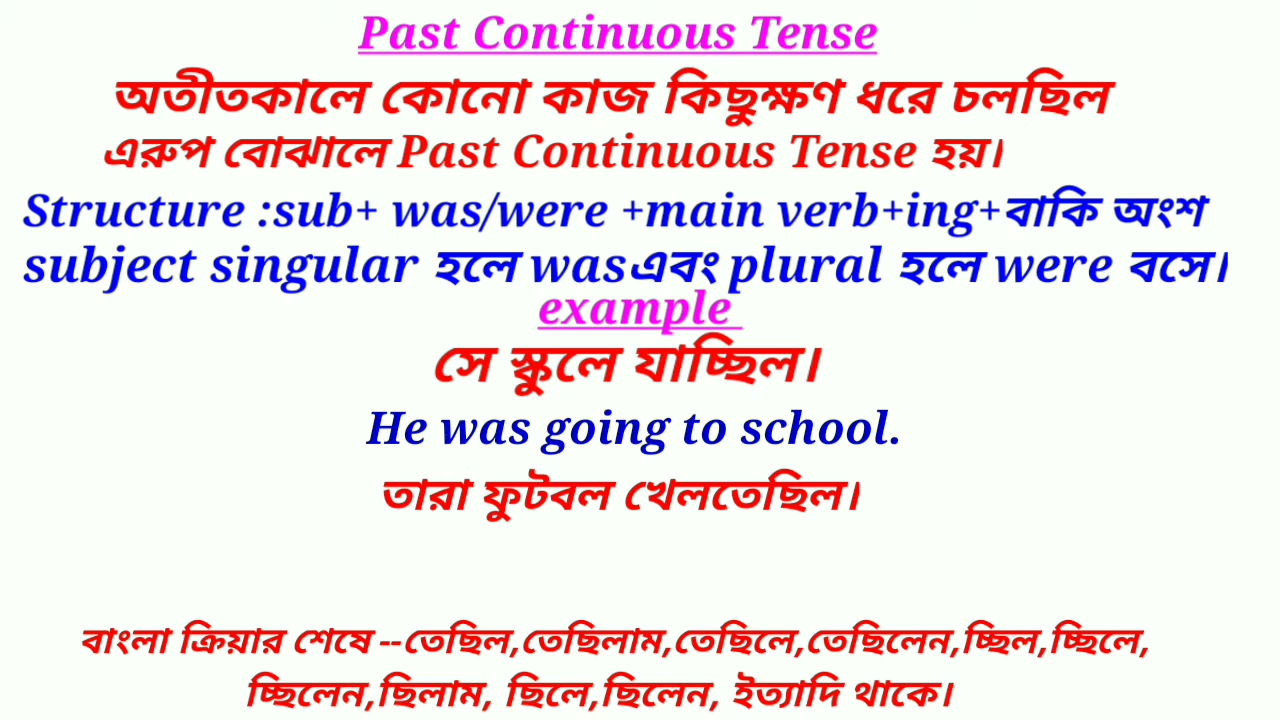 Past Continuous Tense
অতীতকালে কোনো কাজ কিছুক্ষণ ধরে চলছিল
এরুপ বোঝালে Past Continuous Tense হয়।
Structure :sub+ was/were +main verb+ing+বাকি অংশ
subject singular হলে wasএবং plural হলে were বসে।
example
সে স্কুলে যাচ্ছিল।
He was going to school.
তারা ফুটবল খেলতেছিল।
বাংলা ক্রিয়ার শেষে --তেছিল,তেছিলাম,তেছিলে,তেছিলেন,চ্ছিল,চ্ছিলে,
চ্ছিলেন,ছিলাম, ছিলে,ছিলেন, ইত্যাদি থাকে।